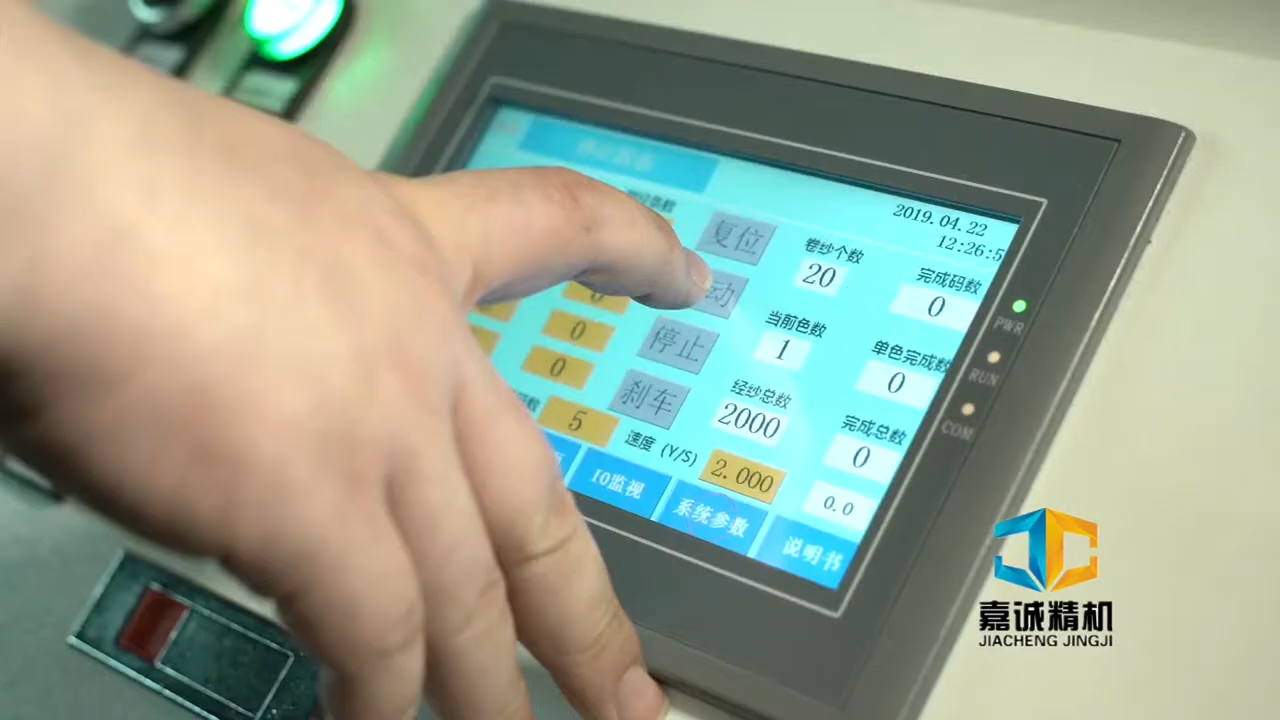 2019.04.22
12:26:5
复位
动
停止
刹车
卷纱个数
20
当前色数
1
经纱总数
2000
完成码数
0
单色完成数
0
完成总数
0
0.0
0
0
0
5
速度 (Y/S)
2.000
IO监视
系统参数
说明书
PWR
RUN
COM
嘉诚精机
JIACHENG JINGJI